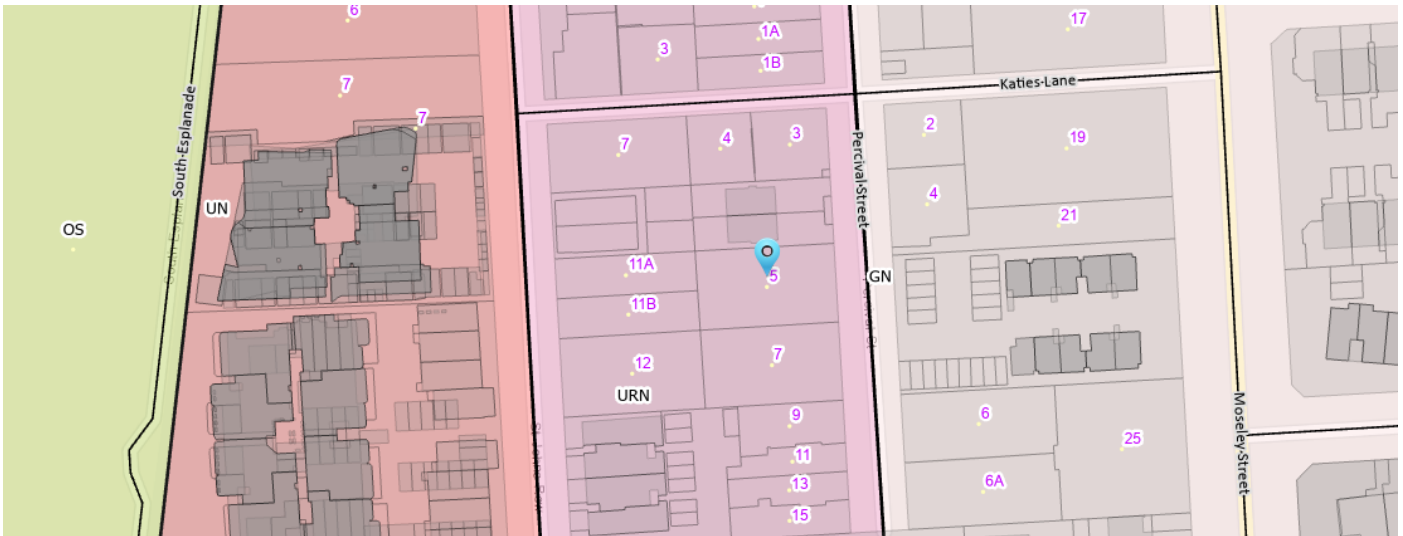 6
17
1A
3
1B
7
Katies-Lane
7
2
4
3
19
7
South-Esplanade
Percival-Street
4
UN
21
OS
11A
5
GN
11B
7
12
URN
9
6
25
Moseley-Street
11
13
6A
15